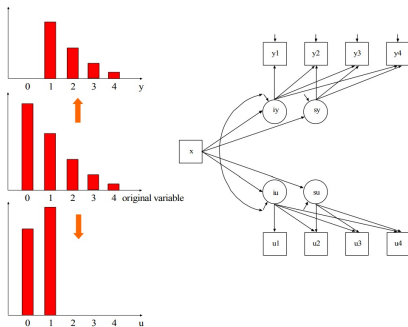 0 1 2 3 4 y
0 1 2 3 4 original variable
0 1 2 3 4 u
y1 y2 y3 y4
iy sy
x
iu su
u1 u2 u3 u4